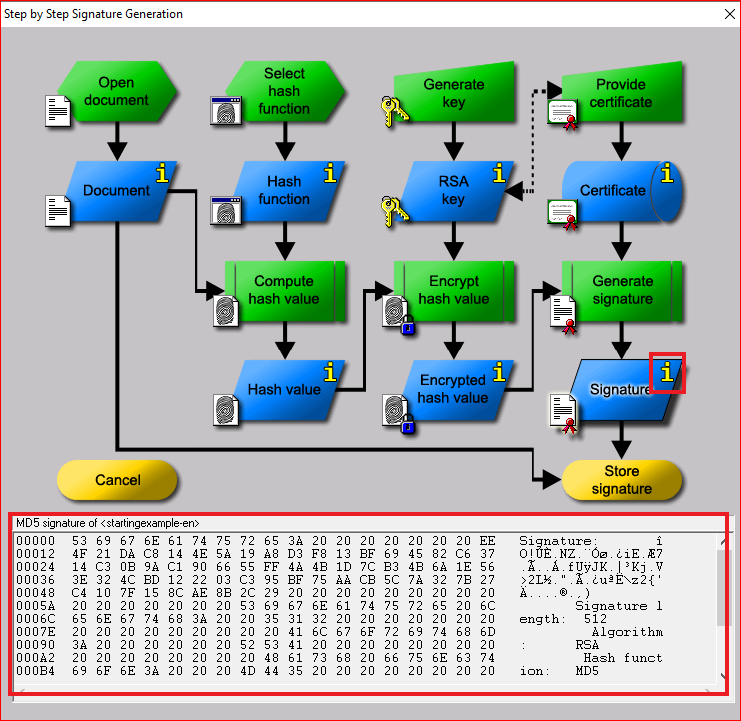 Step by Step Signature Generation
Open
document
Select
hash
function
Generate
key
Provide
certificate
Document
i
Hash
function
i
RSA
key
i
Certificate
i
Compute
hash value
Encrypt
hash value
Generate
signature
Hash value
i
Encrypted
hash value
i
Signature
i
Cancel
Store
signature
MD5 signature of <startingexample-en>
00000 53 69 67 6E 61 74 75 72 65 3A 20 20 20 20 20 20 20 EE Signature: î
00012 4F 21 DA C8 14 4E 5A 19 A8 D3 F8 13 BF 69 45 82 C6 37 O!ÚÈ.NZ.¨Óø.¿iE.Æ7
00024 14 C3 0B 9A C1 90 66 55 FF 4A 4B 1D 7C B3 4B 6A 1E 56 .Ã..Á.fUÿJK.|³Kj.V
00036 3E 32 4C BD 12 22 03 C3 95 BF 75 AA CB 5C 7A 32 7B 27 >2L½.".Ã.¿uªË\z2{'
00048 C4 10 7F 15 8C AE 8B 2C 29 20 20 20 20 20 20 20 20 20 Ä....®.,)
0005A 20 20 20 20 20 20 20 53 69 67 6E 61 74 75 72 65 20 6C Signature l
0006C 65 6E 67 74 68 3A 20 20 35 31 32 20 20 20 20 20 20 20 ength: 512
0007E 20 20 20 20 20 20 20 20 20 41 6C 67 6F 72 69 74 68 6D Algorithm
00090 3A 20 20 20 20 20 20 52 53 41 20 20 20 20 20 20 20 20 : RSA
000A2 20 20 20 20 20 20 20 20 48 61 73 68 20 66 75 6E 63 74 Hash funct
000B4 69 6F 6E 3A 20 20 20 4D 44 35 20 20 20 20 20 20 20 20 ion: MD5